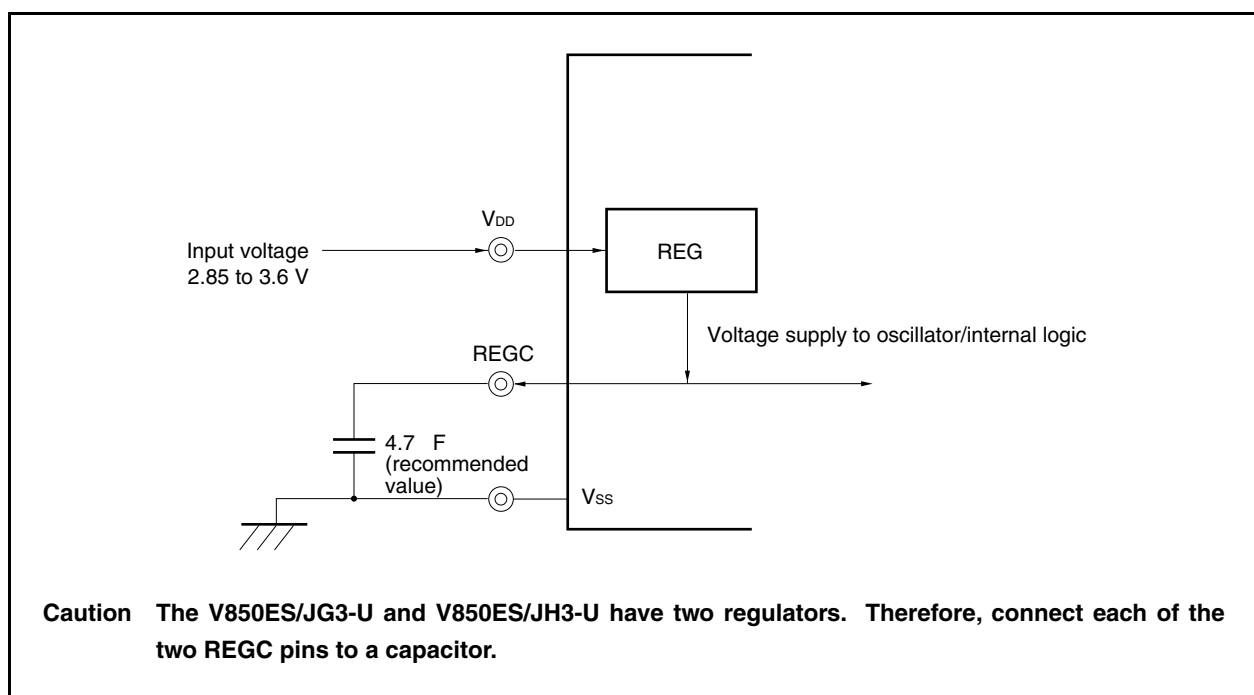 VDD
Input voltage
2.85 to 3.6 V
REG
Voltage supply to oscillator/internal logic
REGC
4.7 F
(recommended
value)
VSS
Caution The V850ES/JG3-U and V850ES/JH3-U have two regulators. Therefore, connect each of the
two REGC pins to a capacitor.